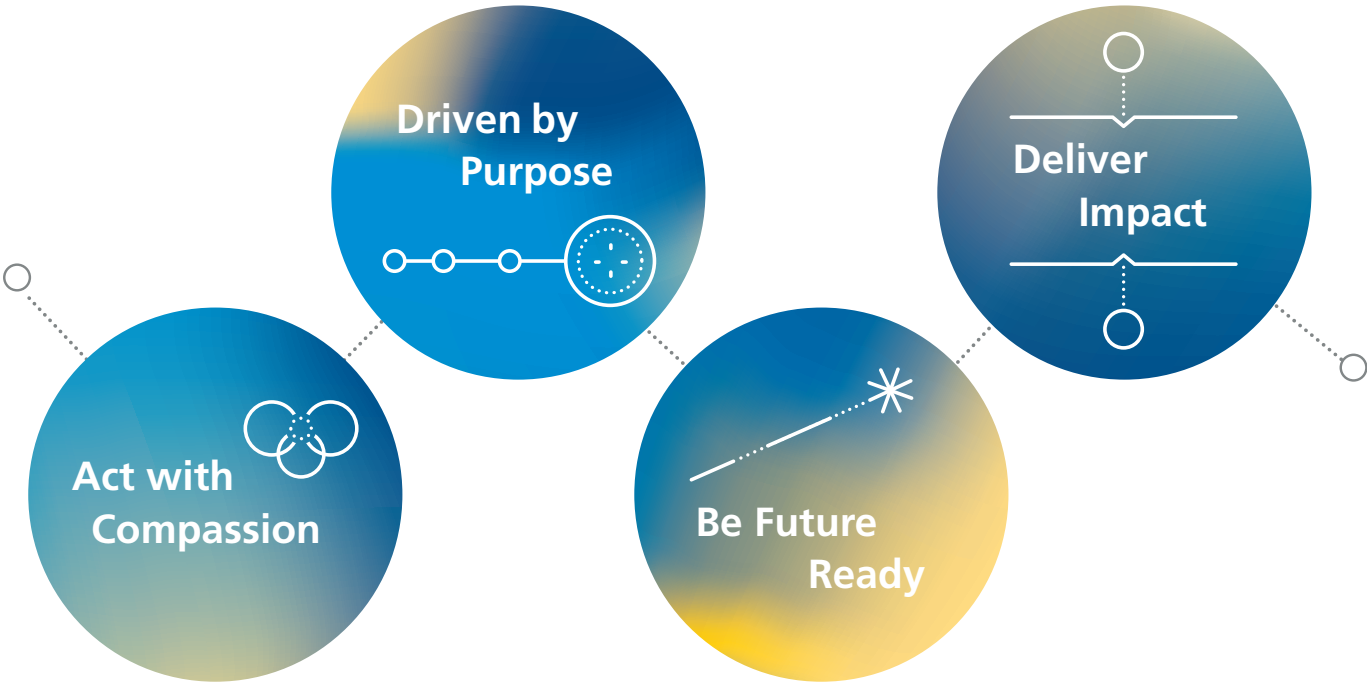 Act with
Compassion
Driven by
Purpose
Be Future
Ready
Deliver
Impact